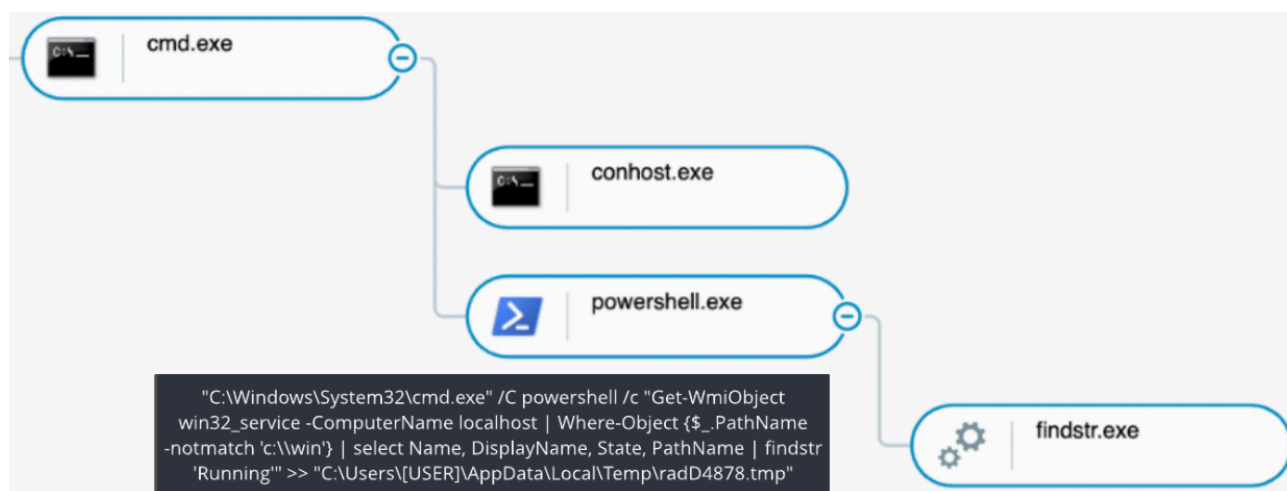 cmd.exe
conhost.exe
powershell.exe
"C:\Windows\System32\cmd.exe" /C powershell /c "Get-WmiObject
win32_service -ComputerName localhost | Where-Object {$_.PathName
-notmatch 'c:\\win'} | select Name, DisplayName, State, PathName | findstr
'Running'" >> "C:\Users\[USER]\AppData\Local\Temp\radD4878.tmp"
findstr.exe